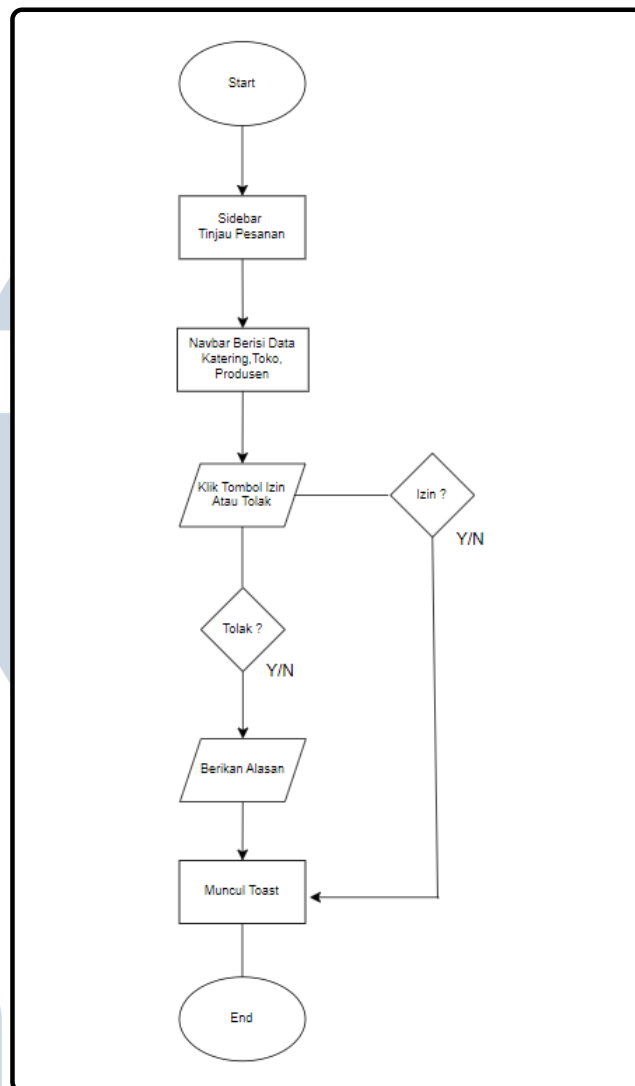 Start
Sidebar
Tinjau Pesanan
Navbar Berisi Data
Katering,Toko,
Produsen
Klik Tombol Izin
Atau Tolak
Izin ?
Y/N
Tolak ?
Y/N
Berikan Alasan
Muncul Toast
End